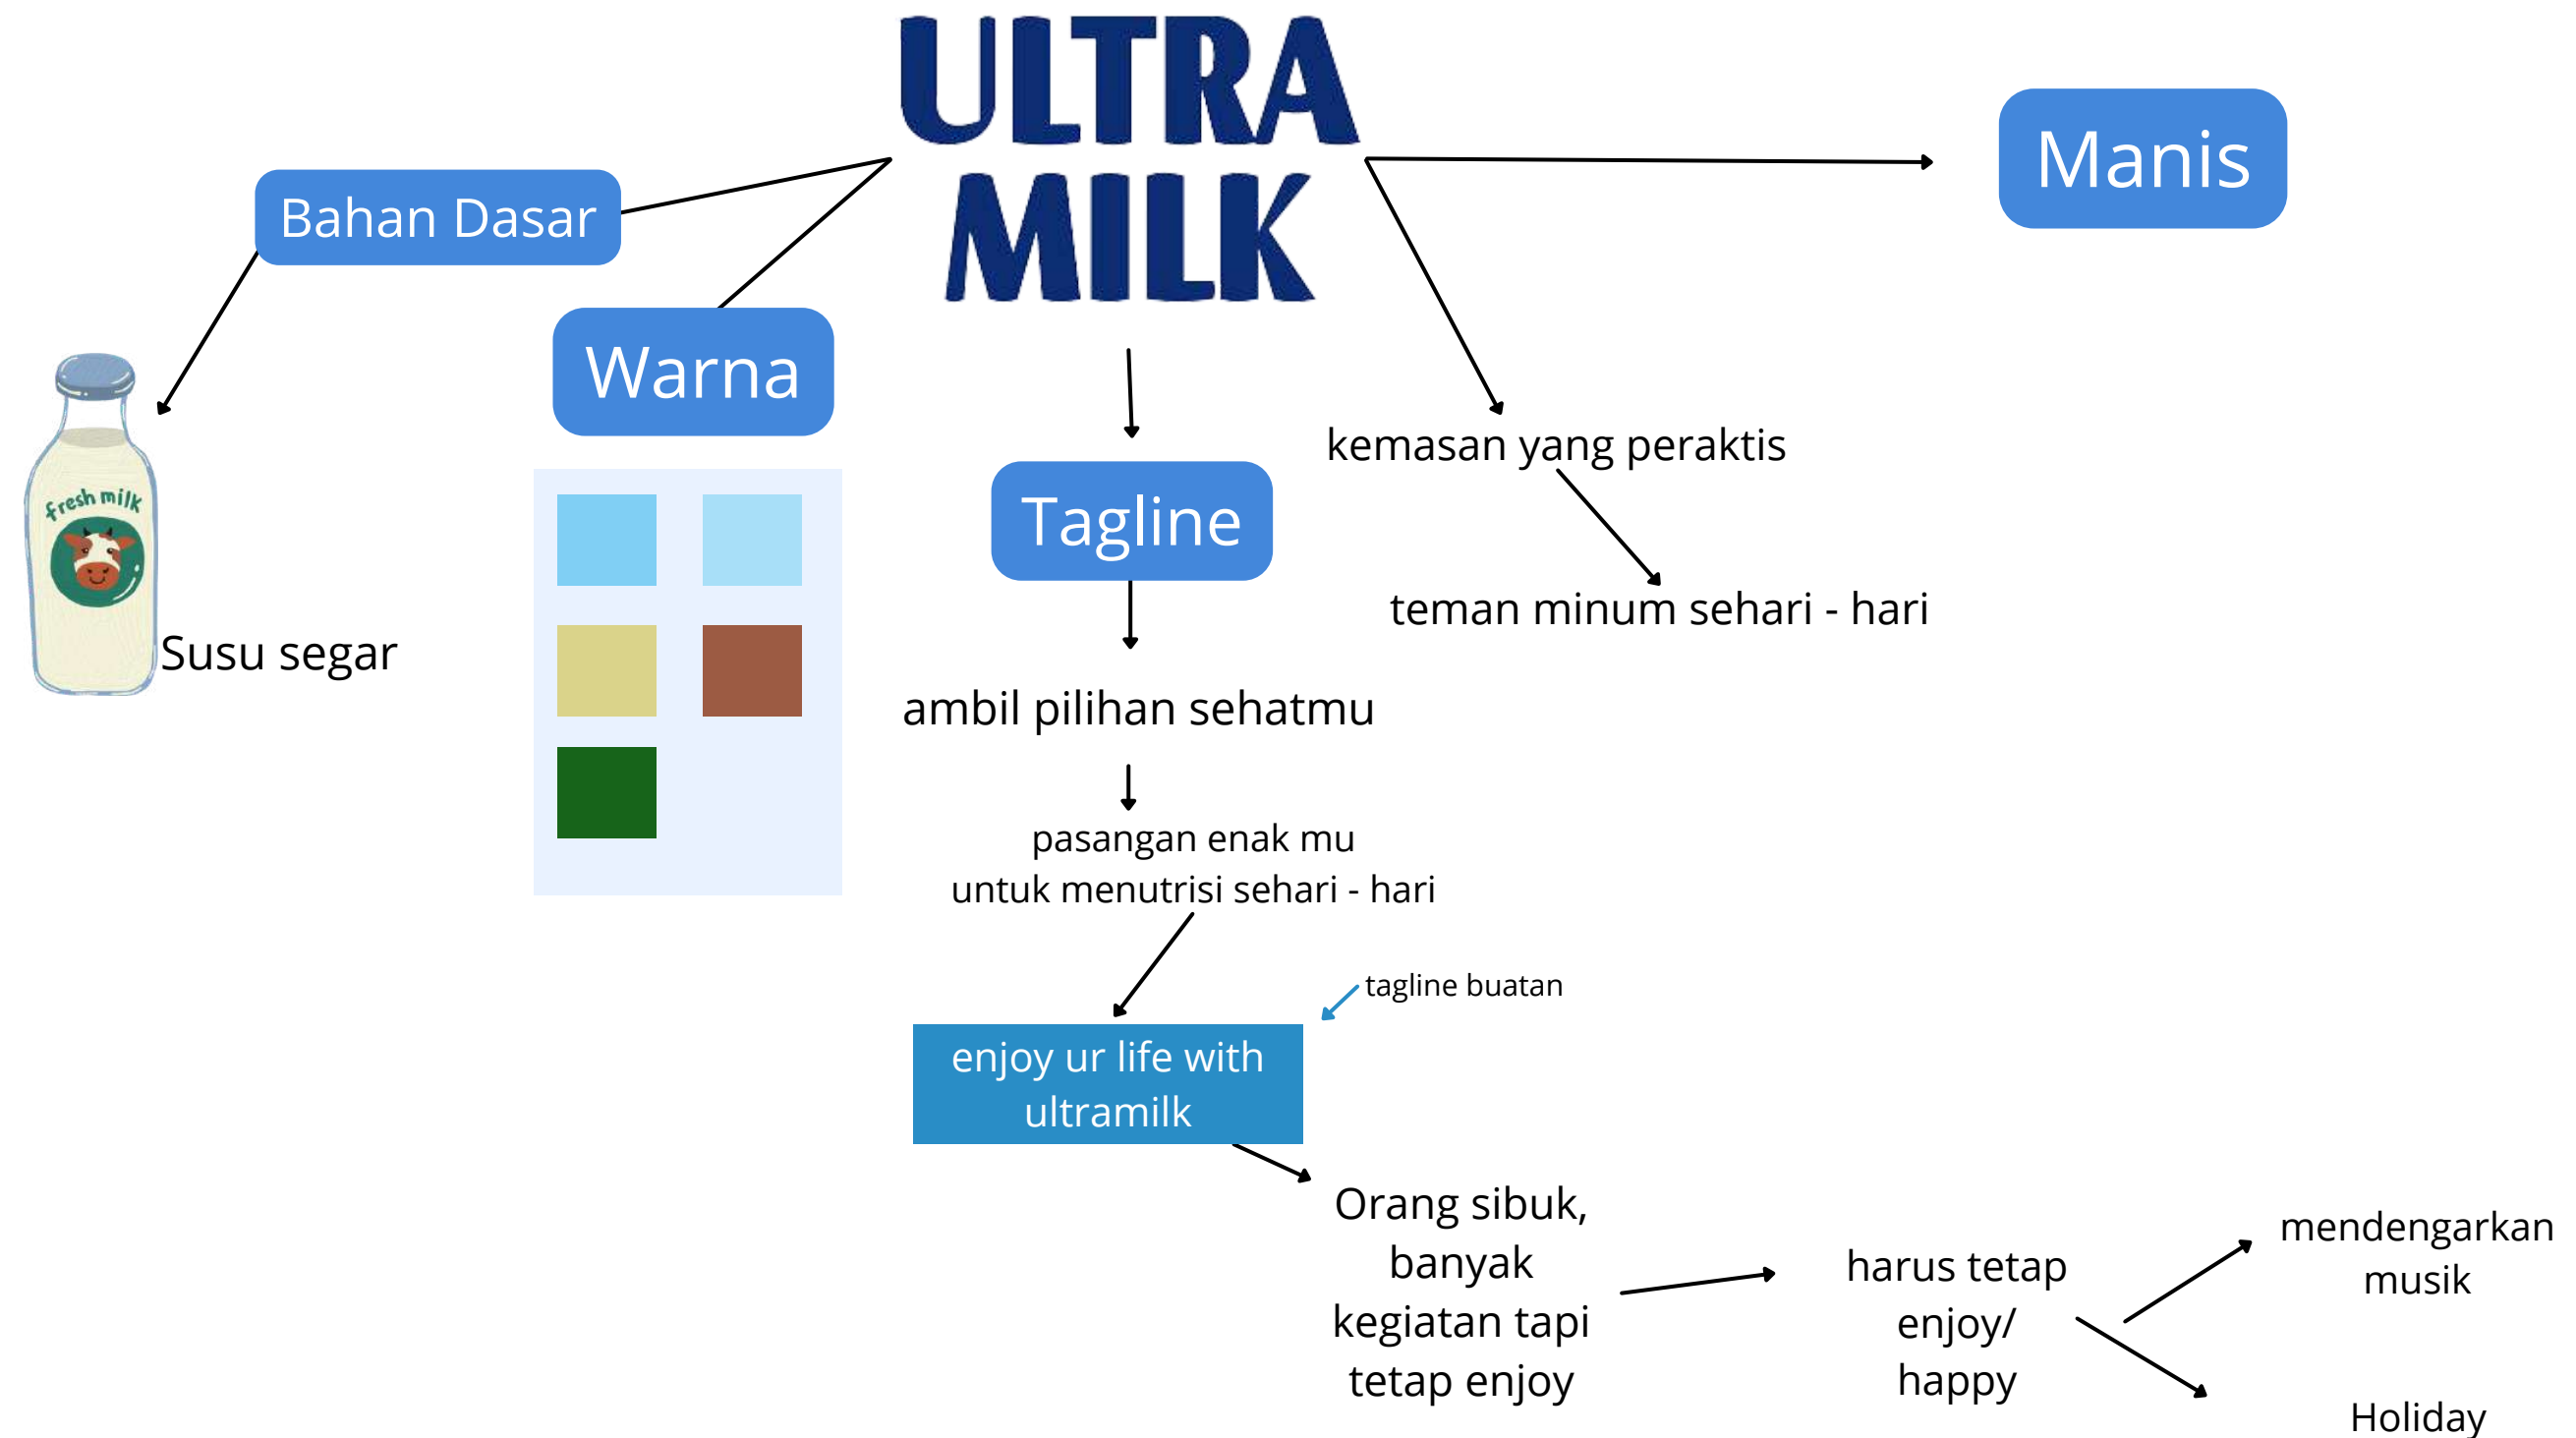 ULTRA
MILK
Manis
Bahan Dasar
Warna
kemasan yang peraktis
fresh milk
Tagline
teman minum sehari - hari
Susu segar
ambil pilihan sehatmu
pasangan enak mu
untuk menutrisi sehari - hari
tagline buatan
enjoy ur life with
ultramilk
Orang sibuk,
banyak
kegiatan tapi
tetap enjoy
harus tetap
enjoy/
happy
mendengarkan
musik
Holiday